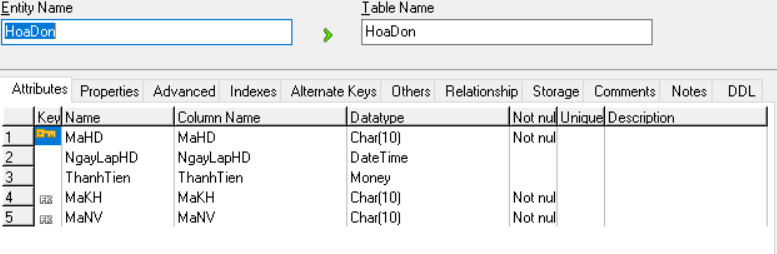 Entity Name Table Name
HoaDon HoaDon
Attributes Properties Advanced Indexes Alternate Keys Others Relationship Storage Comments Notes DDL
Key Name Column Name Datatype Not nul Unique Description
1 MaHD MaHD Char(10) Not nul
2 NgayLapHD NgayLapHD DateTime
3 ThanhTien ThanhTien Money
4 FK MaKH MaKH Char(10) Not nul
5 FK MaNV MaNV Char(10) Not nul